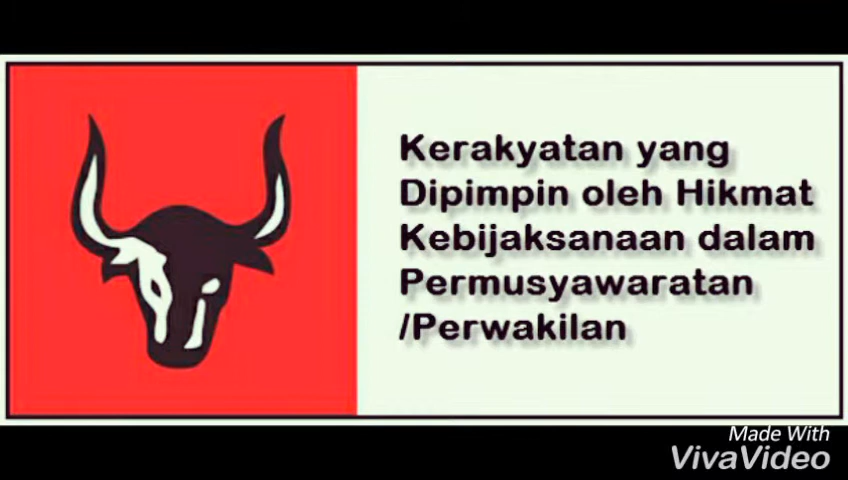 Kerakyatan yang
Dipimpin oleh Hikmat
Kebijaksanaan dalam
Permusyawaratan
/Perwakilan
Made With
VivaVideo